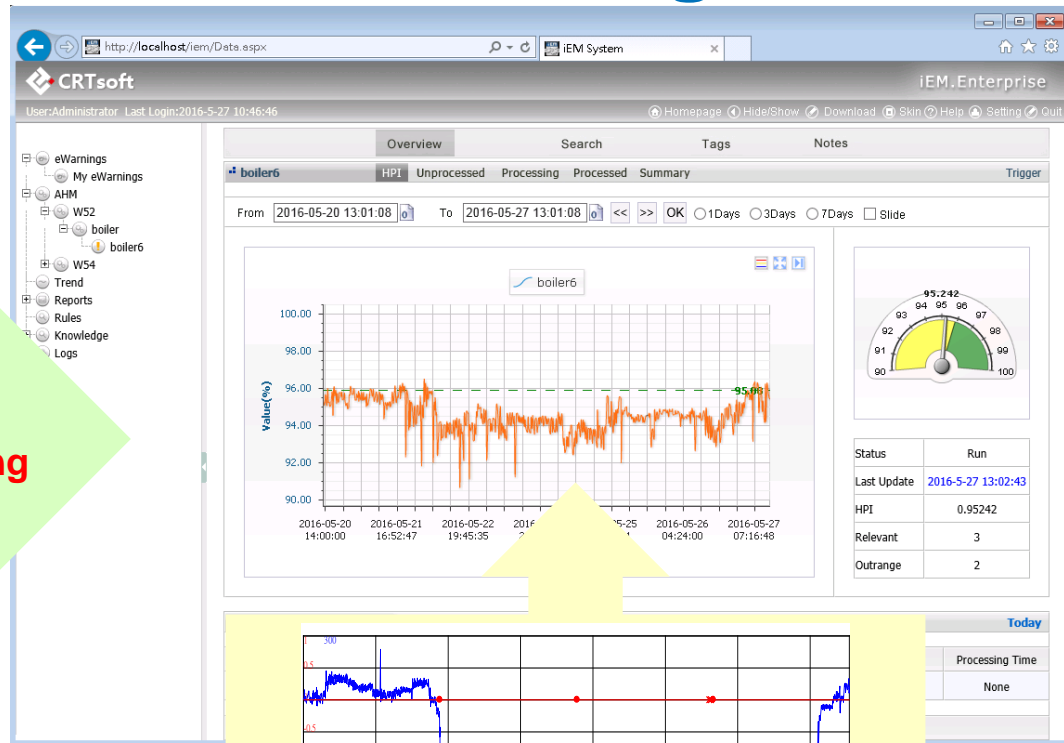 http://localhost/iem/Data.aspx
iEM System
CRTsoft
iEM.Enterprise
User:Administrator Last Login:2016-5-27 10:46:46
Homepage Hide/Show Download Skin Help Setting Quit
eWarnings
My eWarnings
AHM
W52
boiler
boiler6
W54
Trend
Reports
Rules
Knowledge
Logs
ng
Overview Search Tags Notes
boiler6 HPI Unprocessed Processing Processed Summary Trigger
From 2016-05-20 13:01:08 To 2016-05-27 13:01:08 << >> OK 1Days 3Days 7Days Slide
boiler6
Value(%)
100.00
98.00
96.00
94.00
92.00
90.00
2016-05-20 14:00:00
2016-05-21 16:52:47
2016-05-22 19:45:35
2016-05-26 04:24:00
2016-05-27 07:16:48
95.242
90 91 92 93 94 95 96 97 98 99 100
Status Run
Last Update 2016-5-27 13:02:43
HPI 0.95242
Relevant 3
Outrange 2
Today
Processing Time
None
300
0.5
-0.5